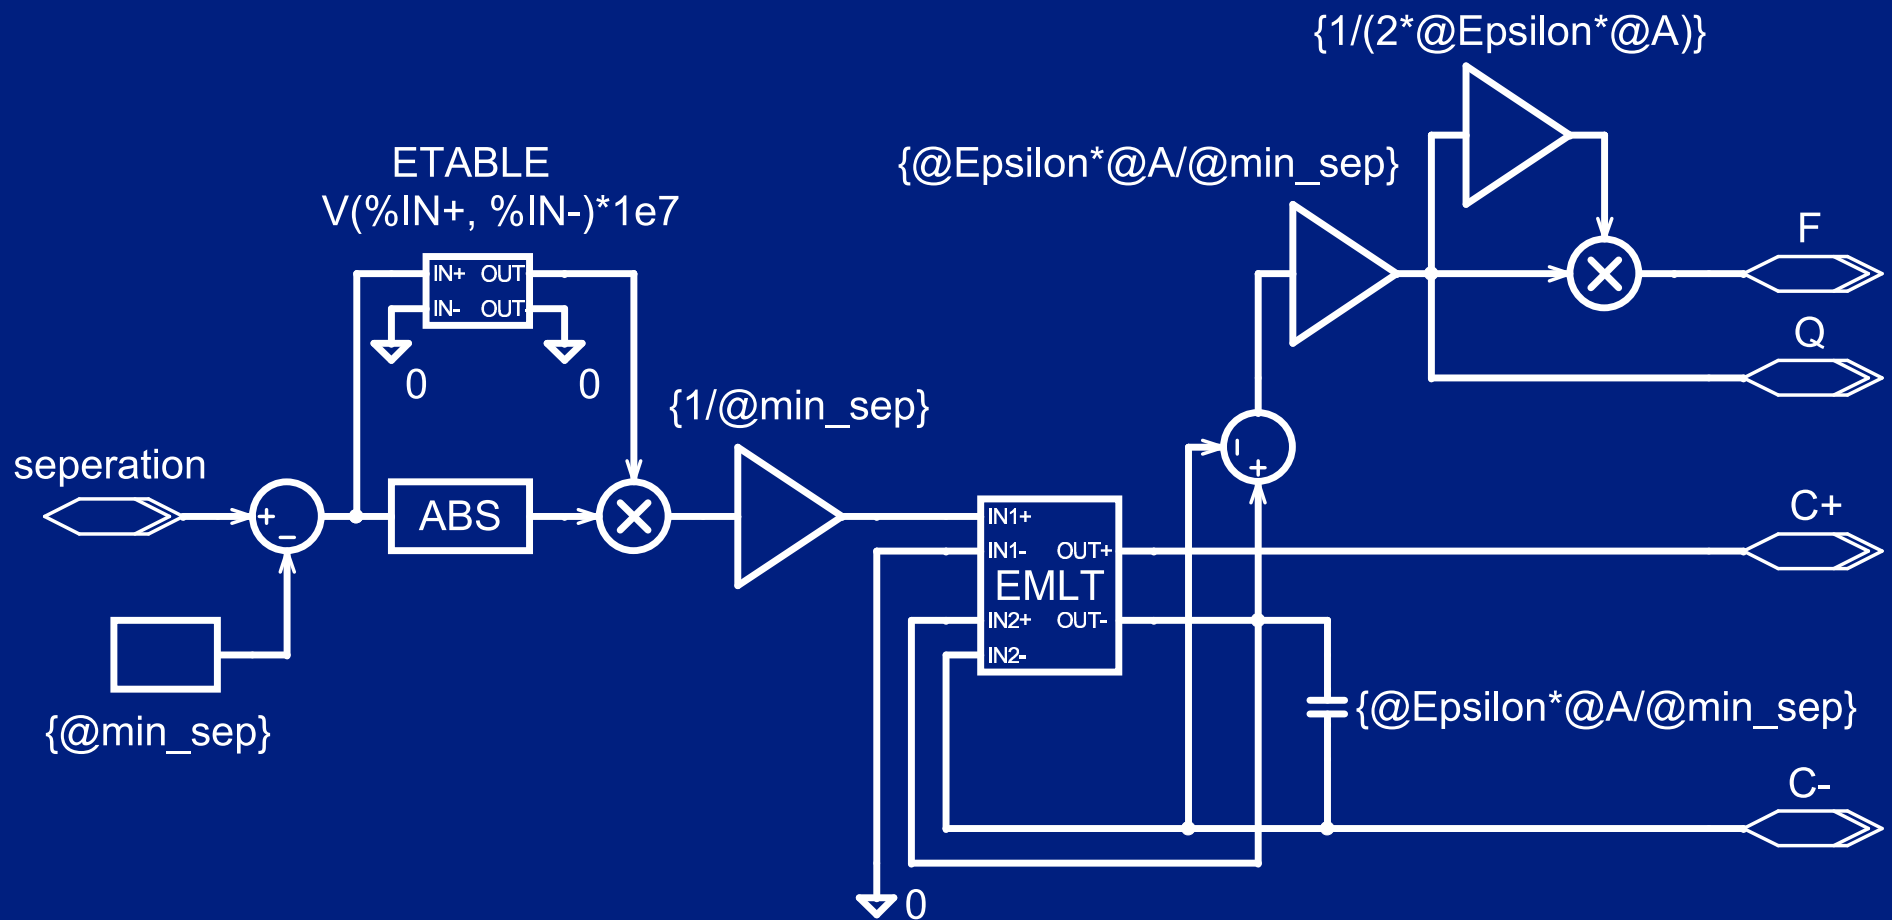 {1/(2*@Epsilon*@A)}
ETABLE
V(%IN+, %IN-)*1e7
{@Epsilon*@A/@min_sep}
IN+ OUT
IN- OUT-
0
0
F
Q
{1/@min_sep}
seperation
+
−
ABS
IN1+
IN1-
OUT+
EMLT
IN2+
OUT-
IN2-
-
+
C+
{@min_sep}
{@Epsilon*@A/@min_sep}
C-
0